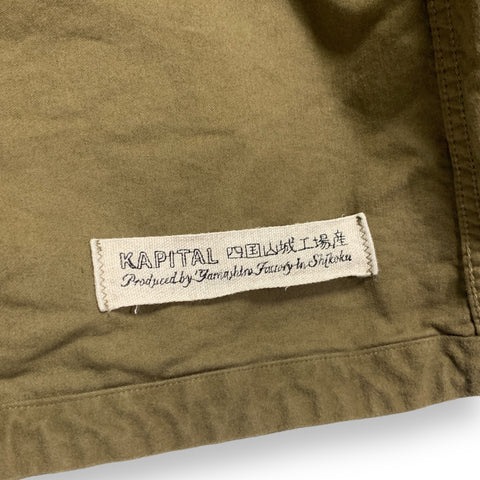 KAPITAL 四国山城工場産
Produced by Yamashiro Factory In Shikoku